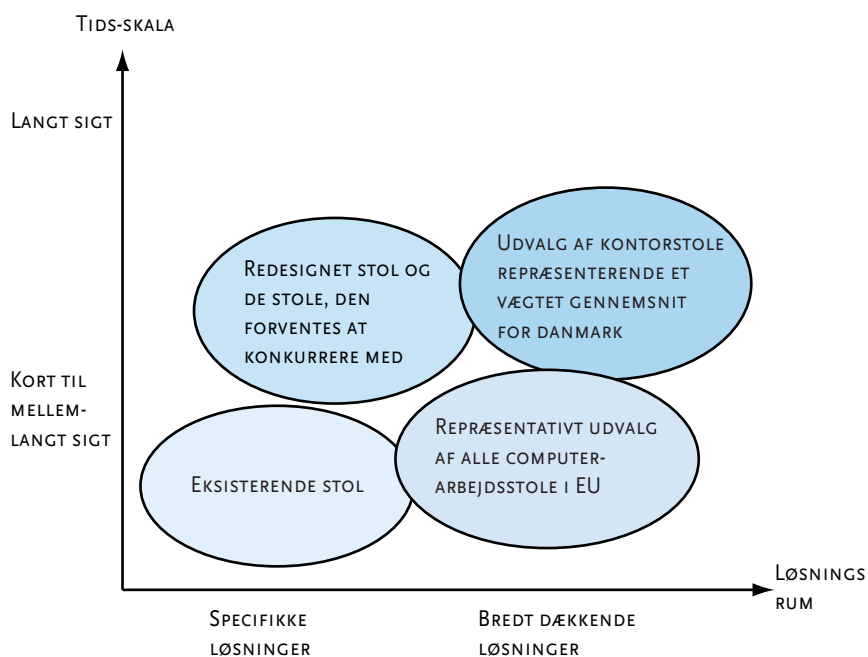 Tids-skala
Langt sigt
Udvalg af kontorstole
repræsenterende et
vægtet gennemsnit
for danmark
Redesignet stol og
de stole, den
forventes at
konkurrere med
Kort til
mellem-
langt sigt
Repræsentativt udvalg
af alle computer-
arbejdsstole i EU
Eksisterende stol
Løsnings
rum
Specifikke
løsninger
Bredt dækkende
løsninger